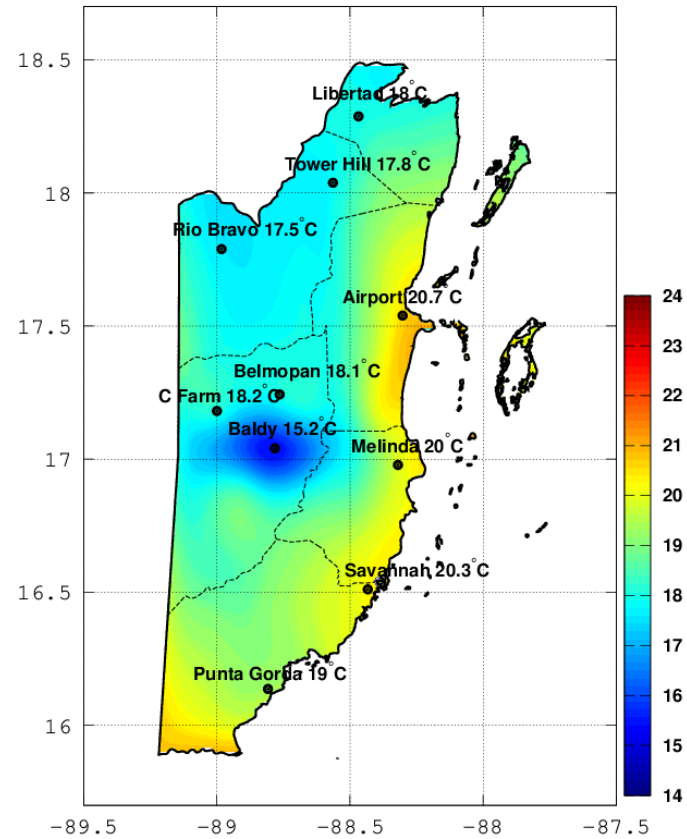 18.5
Libertad 18 °C
Tower Hill 17.8 °C
18
Rio Bravo 17.5 °C
Airport 20.7 C
17.5
24
23
22
21
20
19
18
17
16
15
14
Belmopan 18.1 °C
C Farm 18.2 °C
Baldy 15.2 °C
Melinda 20 °C
17
Savannah 20.3 °C
16.5
Punta Gorda 19 °C
16
-89.5
-89
-88.5
-88
-87.5